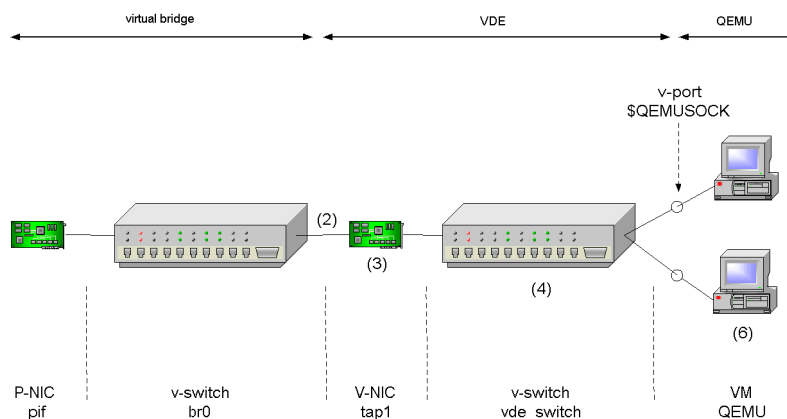 virtual bridge
VDE
QEMU
v-port
$QEMUSOCK
(2)
(3)
(4)
(6)
P-NIC
pif
v-switch
br0
V-NIC
tap1
v-switch
vde_switch
VM
QEMU